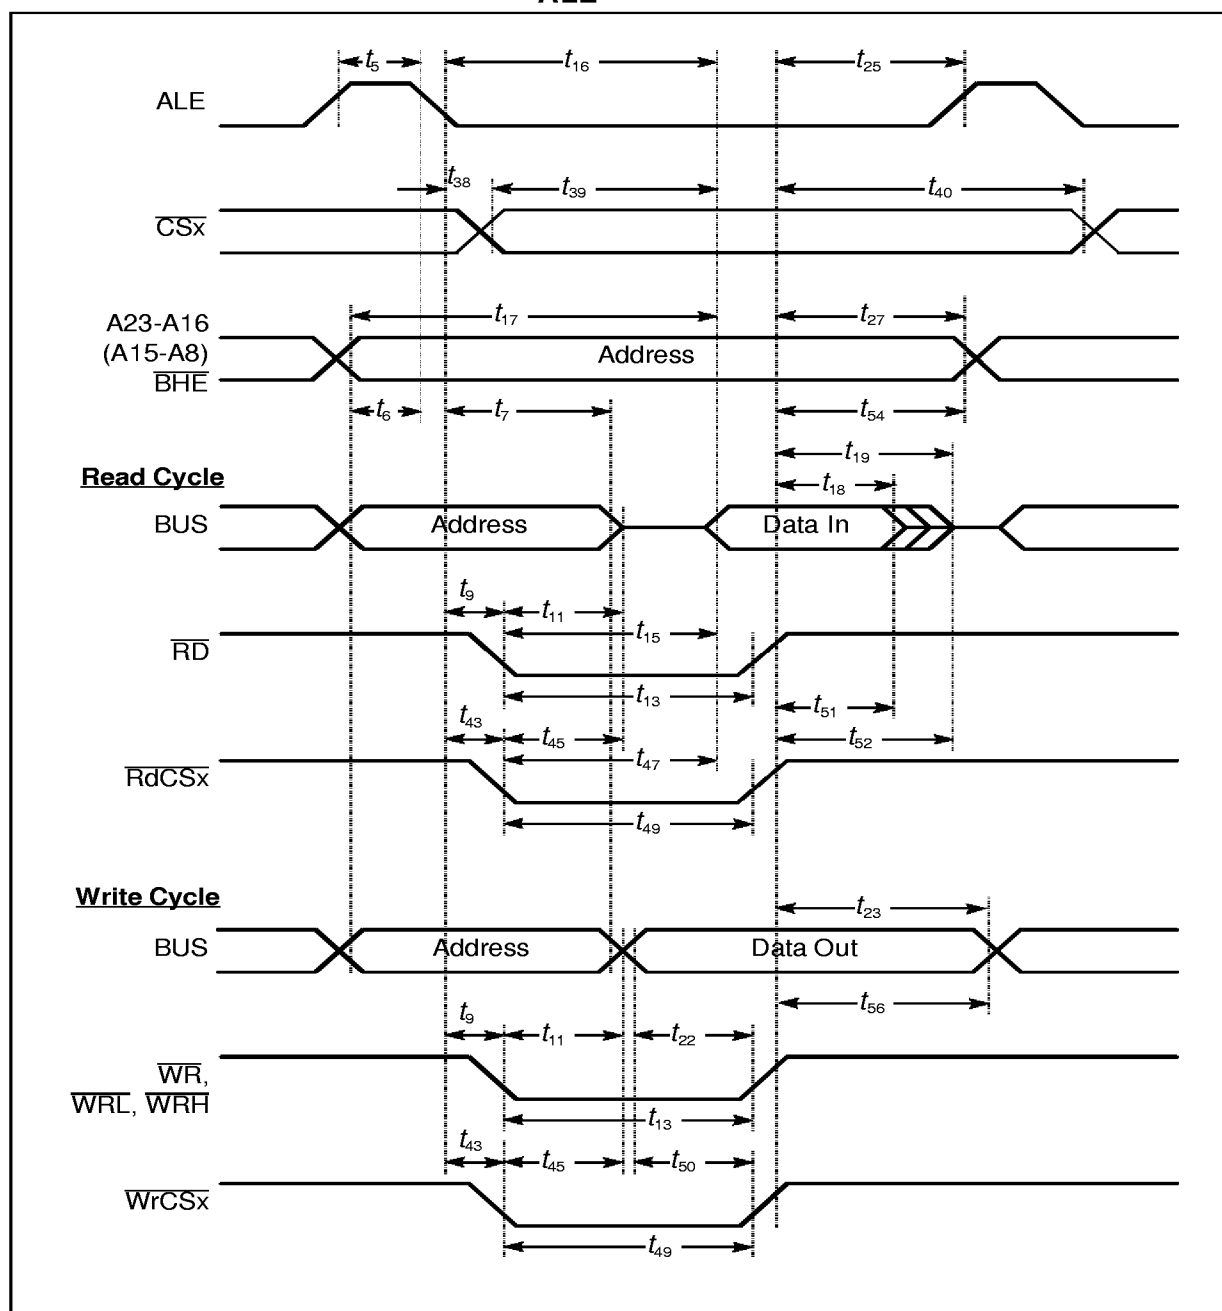 t5 t16 t25
ALE
t38 t39 t40
CSx
A23-A16
(A15-A8)
BHE
t17 t27
Address
t6 t7 t54
t19
Read Cycle
t18
BUS Address Data In
t9 t11
t15
RD
t13
t51
t43 t45 t52
t47
RdCSx
t49
Write Cycle
t23
BUS Address Data Out
t56
t9 t11 t22
WR,
WRL, WRH
t13
t43 t45 t50
WrCSx
t49